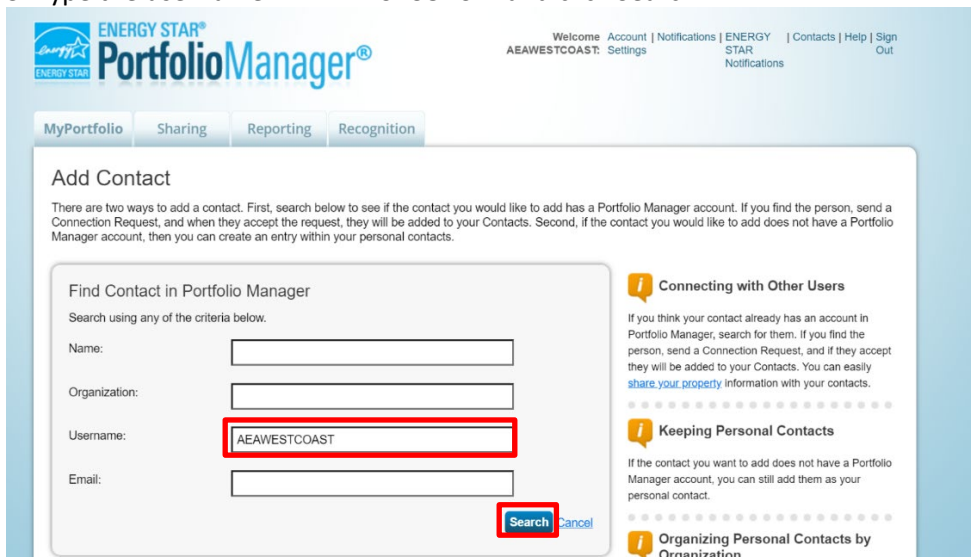 ENERGY STAR®
PortfolioManager®
energy
ENERGY STAR
Welcome
AEAWESTCOAST:
Account
Settings
| Notifications |
ENERGY
STAR
Notifications
| Contacts | Help |
Sign
Out
MyPortfolio Sharing Reporting Recognition
Add Contact
There are two ways to add a contact. First, search below to see if the contact you would like to add has a Portfolio Manager account. If you find the person, send a
Connection Request, and when they accept the request, they will be added to your Contacts. Second, if the contact you would like to add does not have a Portfolio
Manager account, then you can create an entry within your personal contacts.
Find Contact in Portfolio Manager
Search using any of the criteria below.
Name:
Organization:
Username: AEAWESTCOAST
Email:
Search Cancel
Connecting with Other Users
If you think your contact already has an account in
Portfolio Manager, search for them. If you find the
person, send a Connection Request, and if they accept
they will be added to your Contacts. You can easily
share your property information with your contacts.
Keeping Personal Contacts
If the contact you want to add does not have a Portfolio
Manager account, you can still add them as your
personal contact.
Organizing Personal Contacts by
Organization